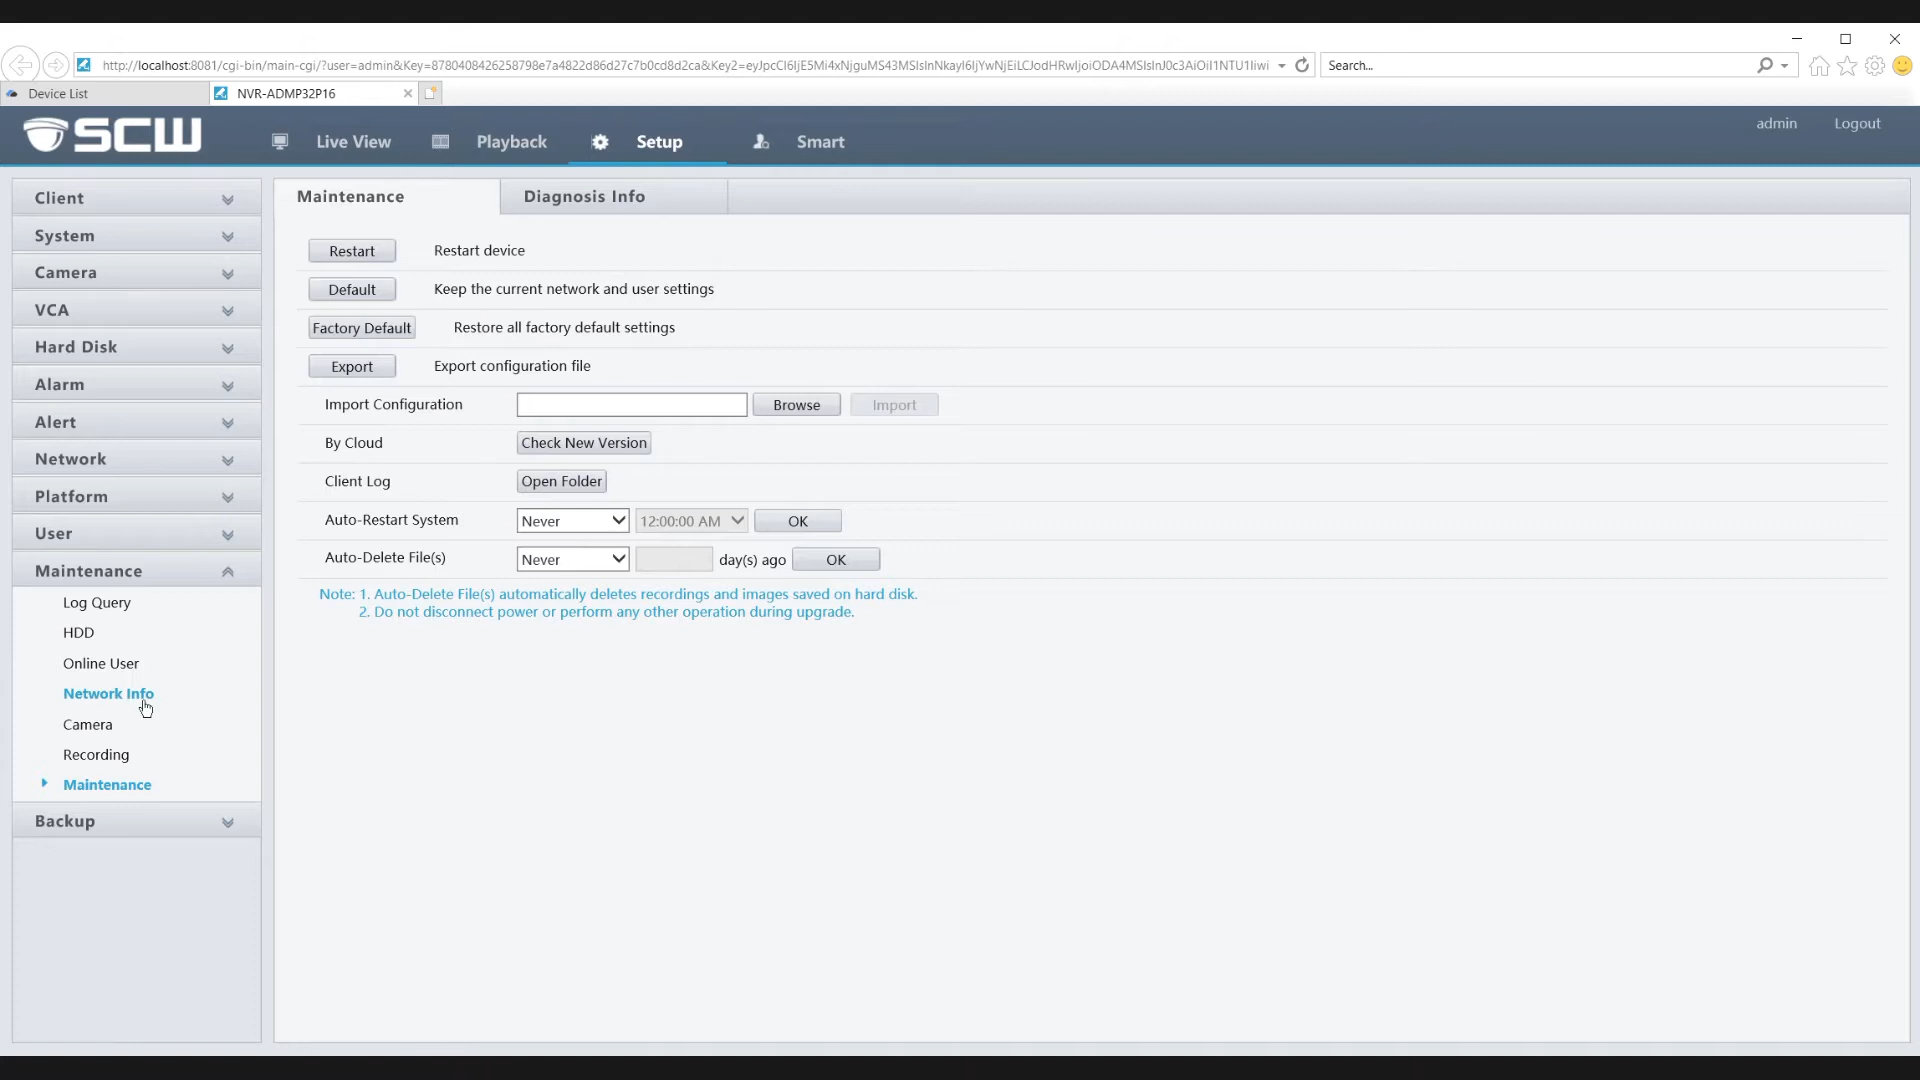 http://localhost:8081/cgi-bin/main-cgi/?user=admin&Key=8780408426258798e7a4822d86d27c7b0cd8d2ca&Key2=eyJpcCI6IjE5Mi4xNjguMS43MSIsInNkayI6IjYwNjEiLCJodHRwIjoiODA4MSIsInJ0c3AiOiI1NTU1Iiwi
Search...
Device List
NVR-ADMP32P16
SCW
Live View
Playback
Setup
Smart
admin
Logout
Client
System
Camera
VCA
Hard Disk
Alarm
Alert
Network
Platform
User
Maintenance
Log Query
HDD
Online User
Network Info
Camera
Recording
Maintenance
Backup
Maintenance
Diagnosis Info
Restart Restart device
Default Keep the current network and user settings
Factory Default Restore all factory default settings
Export Export configuration file
Import Configuration Browse Import
By Cloud Check New Version
Client Log Open Folder
Auto-Restart System Never 12:00:00 AM OK
Auto-Delete File(s) Never day(s) ago OK
Note: 1. Auto-Delete File(s) automatically deletes recordings and images saved on hard disk.
2. Do not disconnect power or perform any other operation during upgrade.